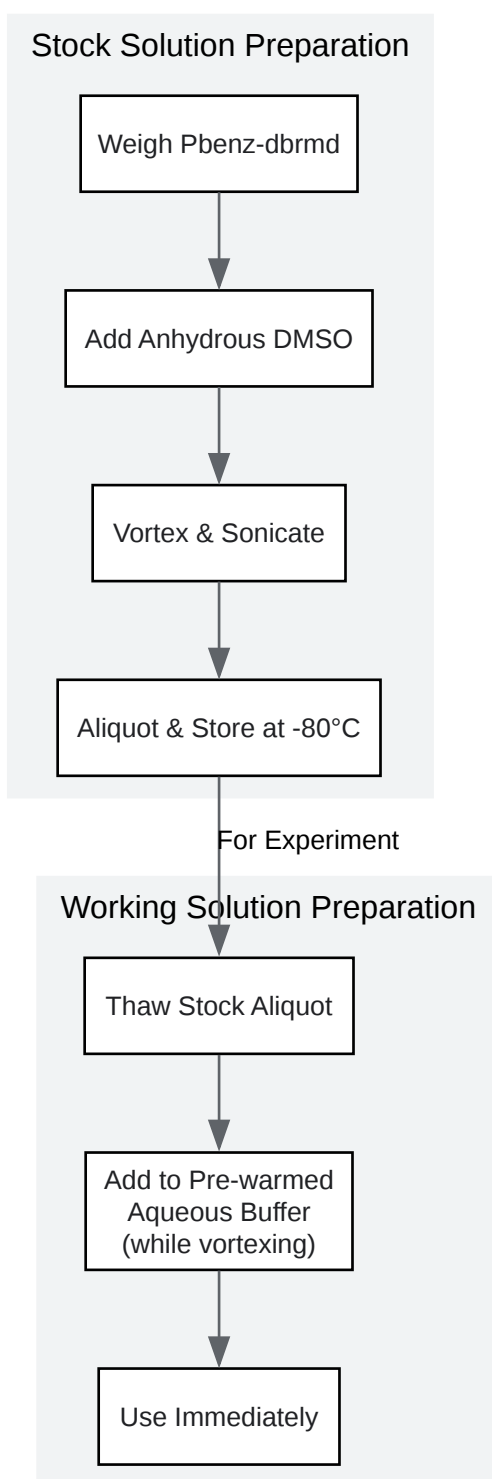 Stock Solution Preparation
Weigh Pbenz-dbrmd
Add Anhydrous DMSO
Vortex & Sonicate
Aliquot & Store at -80°C
For Experiment
Working Solution Preparation
Thaw Stock Aliquot
Add to Pre-warmed
Aqueous Buffer
(while vortexing)
Use Immediately